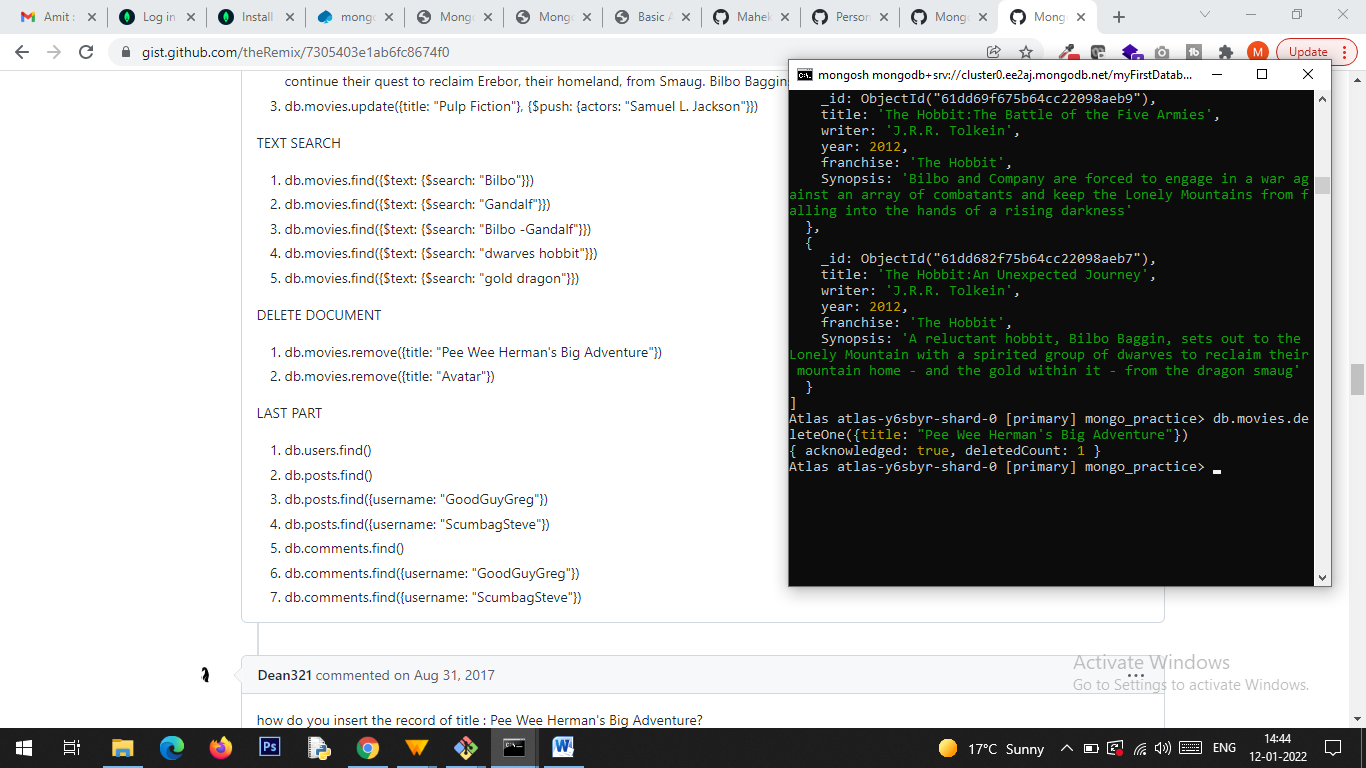 Amit :
Log in
Install
mongo
Mong
Mong
Basic A
Mahek
Person
Mong
Mong
gist.github.com/theRemix/7305403e1ab6fc8674f0
M
Update
continue their quest to reclaim Erebor, their homeland, from Smaug. Bilbo Baggin
3. db.movies.update({title: "Pulp Fiction"}, {$push: {actors: "Samuel L. Jackson"}})
TEXT SEARCH
1. db.movies.find({$text: {$search: "Bilbo"}})
2. db.movies.find({$text: {$search: "Gandalf"}})
3. db.movies.find({$text: {$search: "Bilbo -Gandalf"}})
4. db.movies.find({$text: {$search: "dwarves hobbit"}})
5. db.movies.find({$text: {$search: "gold dragon"}})
DELETE DOCUMENT
1. db.movies.remove({title: "Pee Wee Herman's Big Adventure"})
2. db.movies.remove({title: "Avatar"})
LAST PART
1. db.users.find()
2. db.posts.find()
3. db.posts.find({username: "GoodGuyGreg"})
4. db.posts.find({username: "ScumbagSteve"})
5. db.comments.find()
6. db.comments.find({username: "GoodGuyGreg"})
7. db.comments.find({username: "ScumbagSteve"})
Dean321 commented on Aug 31, 2017
how do you insert the record of title : Pee Wee Herman's Big Adventure?
mongosh mongodb+srv://cluster0.ee2aj.mongodb.net/myFirstDatab...
_id: ObjectId("61dd69f675b64cc22098aeb9"),
title: 'The Hobbit:The Battle of the Five Armies',
writer: 'J.R.R. Tolkein',
year: 2012,
franchise: 'The Hobbit',
Synopsis: 'Bilbo and Company are forced to engage in a war ag
ainst an array of combatants and keep the Lonely Mountains from f
alling into the hands of a rising darkness'
},
{
_id: ObjectId("61dd682f75b64cc22098aeb7"),
title: 'The Hobbit:An Unexpected Journey',
writer: 'J.R.R. Tolkein',
year: 2012,
franchise: 'The Hobbit',
Synopsis: 'A reluctant hobbit, Bilbo Baggin, sets out to the
Lonely Mountain with a spirited group of dwarves to reclaim their
mountain home - and the gold within it - from the dragon smaug'
}
]
Atlas atlas-y6sbyr-shard-0 [primary] mongo_practice> db.movies.de
leteOne({title: "Pee Wee Herman's Big Adventure"})
{ acknowledged: true, deletedCount: 1 }
Atlas atlas-y6sbyr-shard-0 [primary] mongo_practice>
Activate Windows
Go to Settings to activate Windows.
Ps
W
17°C Sunny
ENG
14:44
12-01-2022